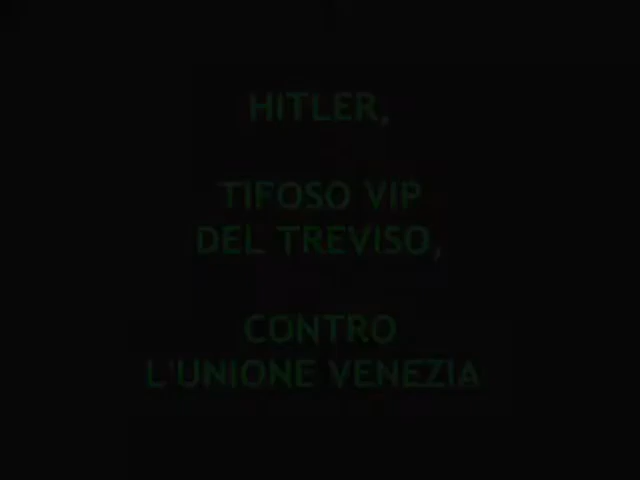 HITLER,
TIFOSO VIP
DEL TREVISO,
CONTRO
L'UNIONE VENEZIA